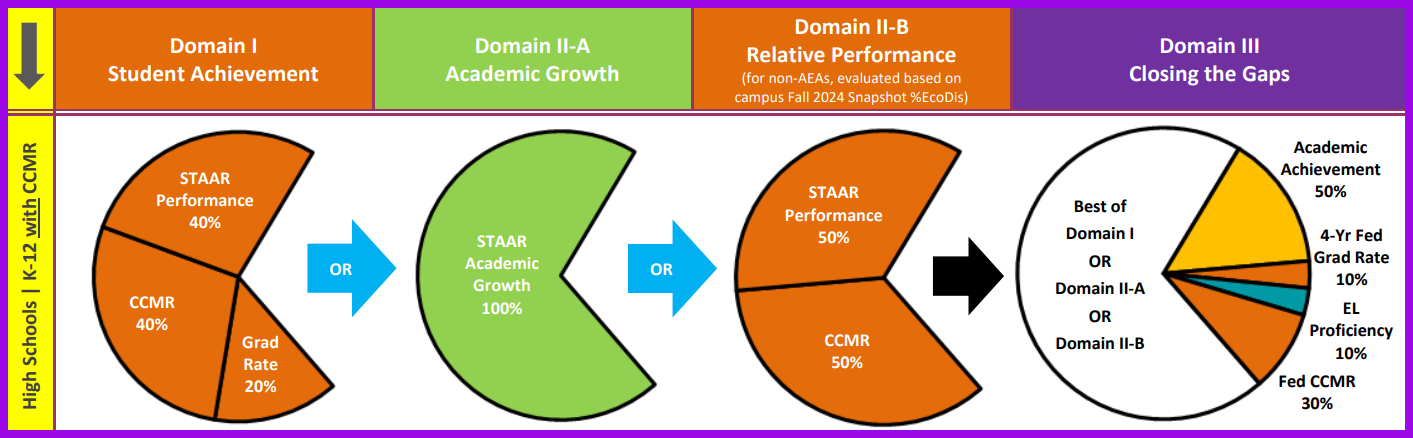 Domain I
Student Achievement
Domain II-A
Academic Growth
Domain II-B
Relative Performance
(for non-AEAs, evaluated based on
campus Fall 2024 Snapshot %EcoDis)
Domain III
Closing the Gaps
High Schools | K-12 with CCMR
STAAR
Performance
40%
CCMR
40%
Grad
Rate
20%
OR
STAAR
Academic
Growth
100%
OR
STAAR
Performance
50%
CCMR
50%
Best of
Domain I
OR
Domain II-A
OR
Domain II-B
Academic
Achievement
50%
4-Yr Fed
Grad Rate
10%
EL
Proficiency
10%
Fed CCMR
30%